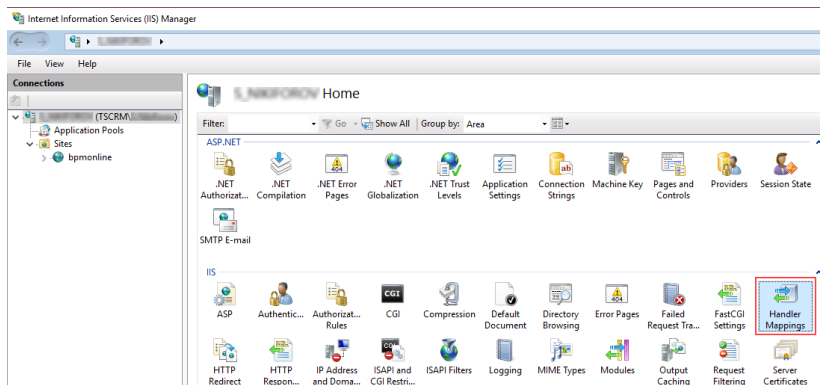 Internet Information Services (IIS) Manager
File View Help
Connections
(TSCRM\
Application Pools
Sites
bpmonline
Home
Filter: Go Show All Group by: Area
ASP.NET
.NET Authorizat...
.NET Compilation
.NET Error Pages
.NET Globalization
.NET Trust Levels
Application Settings
Connection Strings
Machine Key
Pages and Controls
Providers
Session State
SMTP E-mail
IIS
ASP
Authentic...
Authorizat... Rules
CGI
Compression
Default Document
Directory Browsing
Error Pages
Failed Request Tra...
FastCGI Settings
Handler Mappings
HTTP Redirect
HTTP Respon...
IP Address and Doma...
ISAPI and CGI Restri...
ISAPI Filters
Logging
MIME Types
Modules
Output Caching
Request Filtering
Server Certificates